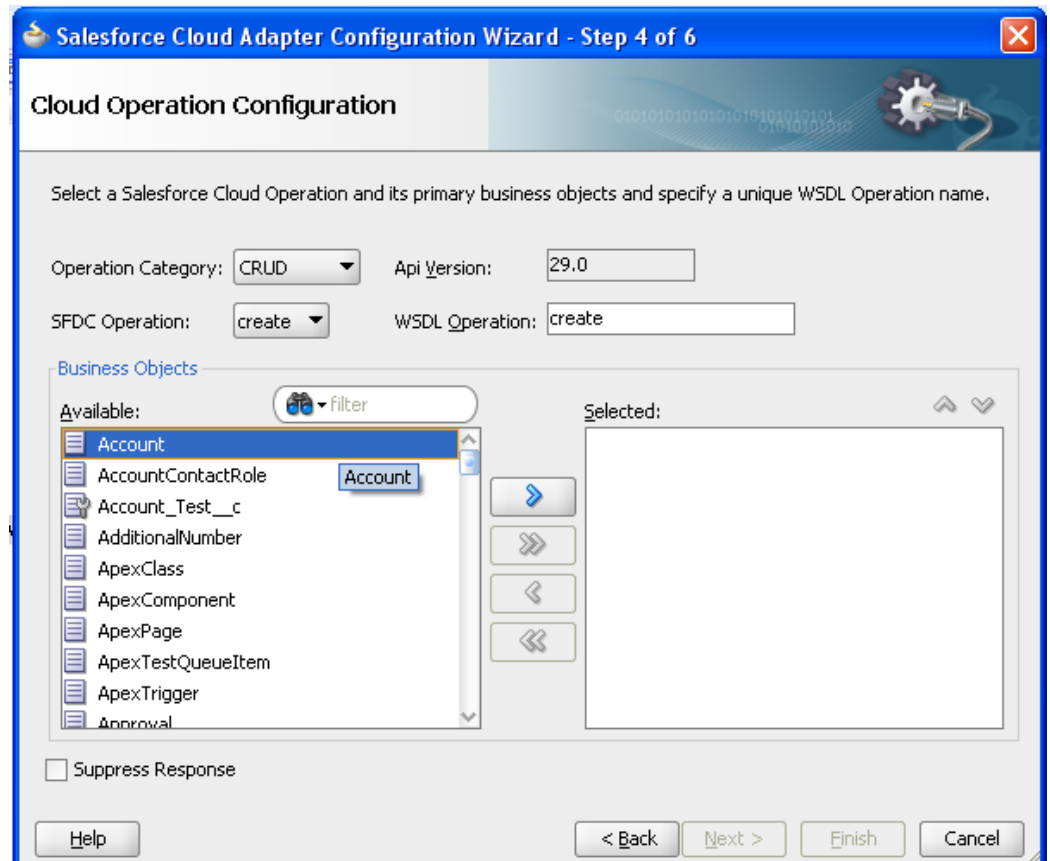 Salesforce Cloud Adapter Configuration Wizard - Step 4 of 6
Cloud Operation Configuration
Select a Salesforce Cloud Operation and its primary business objects and specify a unique WSDL Operation name.
Operation Category: CRUD Api Version: 29.0
SFDC Operation: create WSDL Operation: create
Business Objects
Available: filter Selected:
Account
AccountContactRole Account
Account_Test__c
AdditionalNumber
ApexClass
ApexComponent
ApexPage
ApexTestQueueItem
ApexTrigger
Approval
Suppress Response
Help < Back Next > Finish Cancel